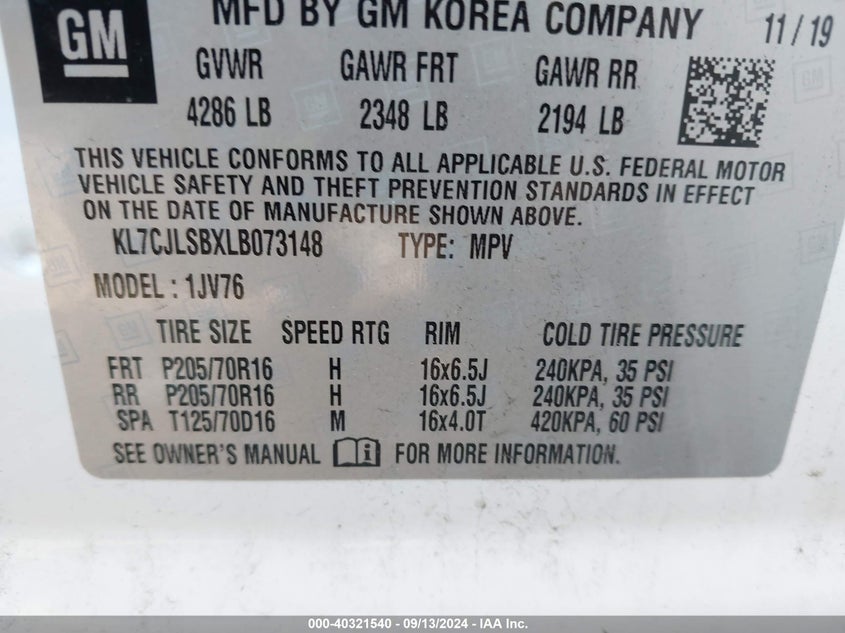 GM
MFD BY GM KOREA COMPANY 11/19
GVWR GAWR FRT GAWR RR
4286 LB 2348 LB 2194 LB
THIS VEHICLE CONFORMS TO ALL APPLICABLE U.S. FEDERAL MOTOR
VEHICLE SAFETY AND THEFT PREVENTION STANDARDS IN EFFECT
ON THE DATE OF MANUFACTURE SHOWN ABOVE.
KL7CJLSBXLB073148 TYPE: MPV
MODEL : 1JV76
TIRE SIZE SPEED RTG RIM COLD TIRE PRESSURE
FRT P205/70R16 H 16x6.5J 240KPA, 35 PSI
RR P205/70R16 H 16x6.5J 240KPA, 35 PSI
SPA T125/70D16 M 16x4.0T 420KPA, 60 PSI
SEE OWNER'S MANUAL FOR MORE INFORMATION.
000-40321540 - 09/13/2024 - IAA Inc.